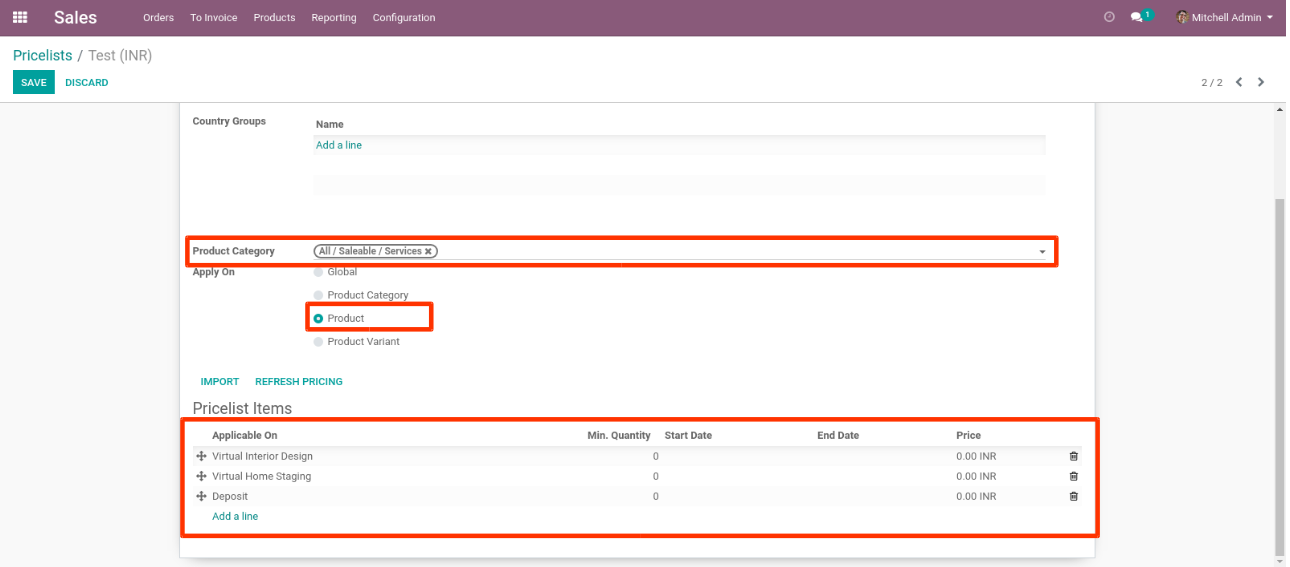 Sales Orders To Invoice Products Reporting Configuration 1 Mitchell Admin
Pricelists / Test (INR)
SAVE DISCARD 2 / 2
Country Groups Name
Add a line
Product Category All / Saleable / Services ×
Apply On Global
Product Category
Product
Product Variant
IMPORT REFRESH PRICING
Pricelist Items
Applicable On Min. Quantity Start Date End Date Price
Virtual Interior Design 0 0.00 INR
Virtual Home Staging 0 0.00 INR
Deposit 0 0.00 INR
Add a line